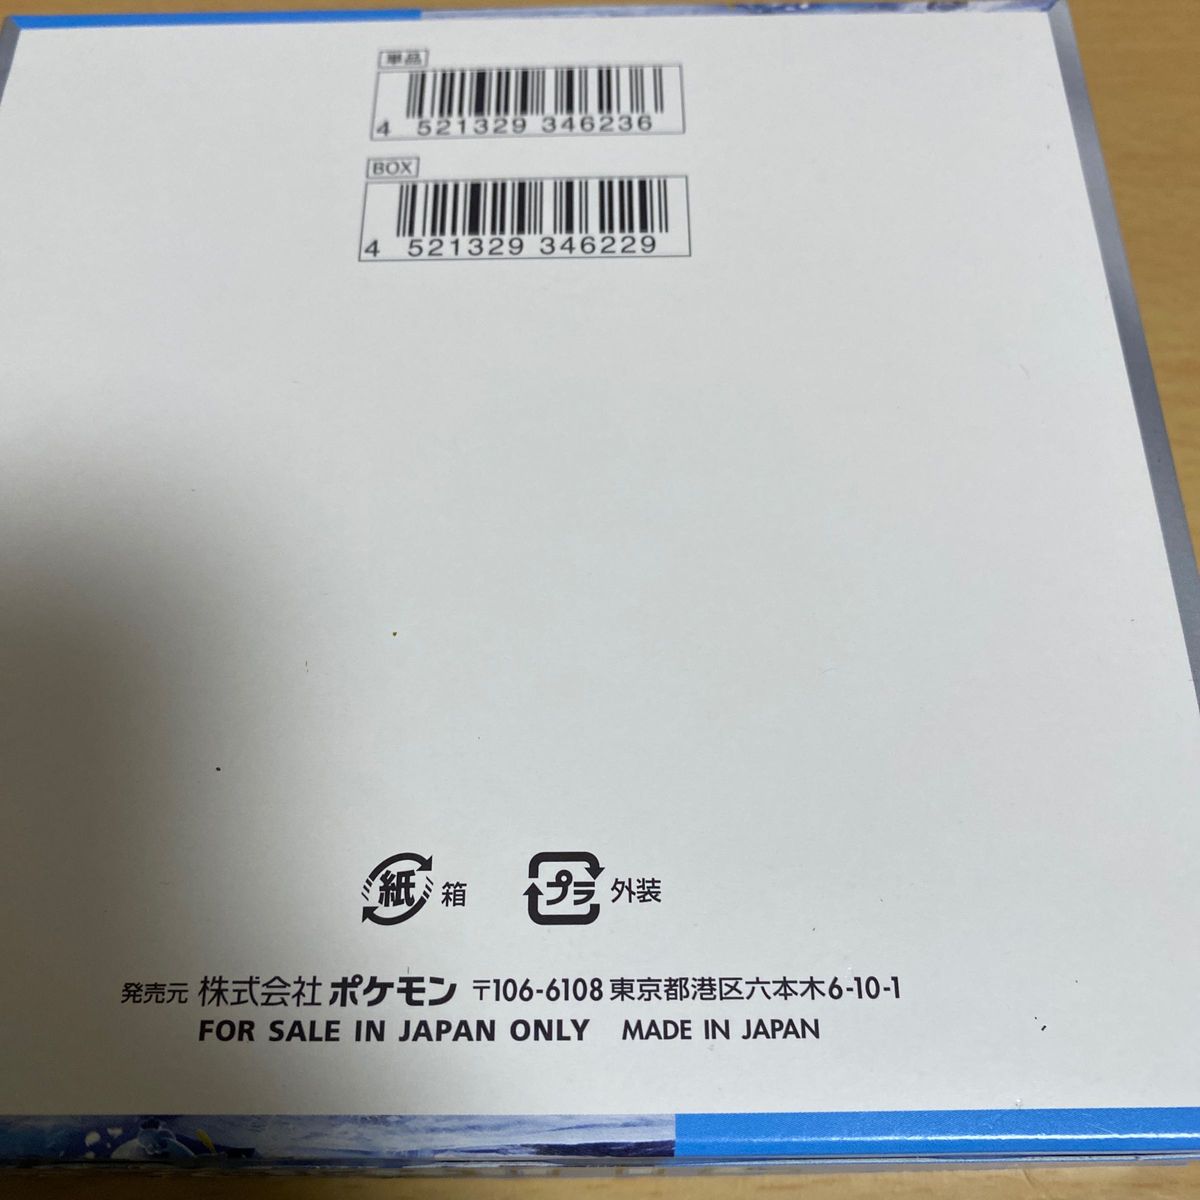 単品
4 521329 346236
BOX
4 521329 346229
紙 箱 プラ 外装
発売元 株式会社ポケモン 〒106-6108 東京都港区六本木6-10-1
FOR SALE IN JAPAN ONLY MADE IN JAPAN